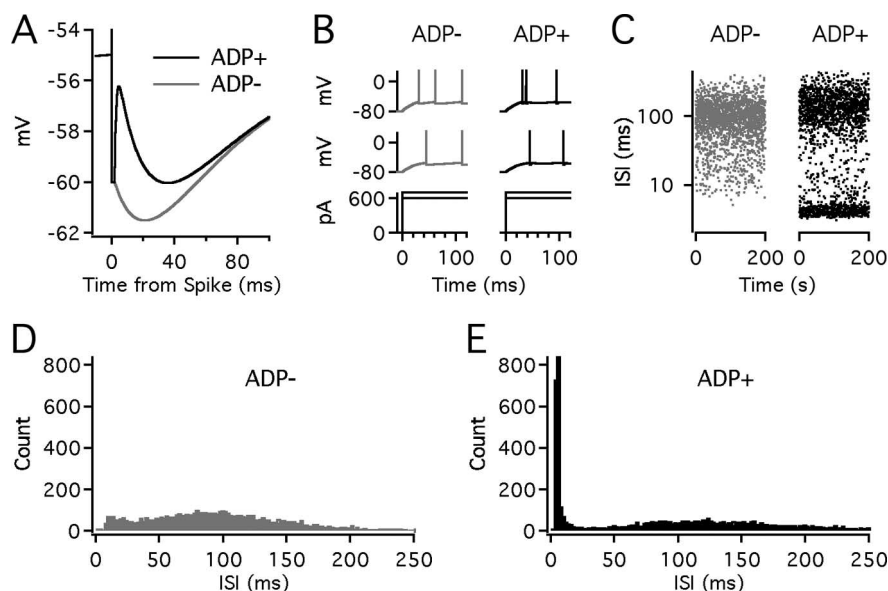 A
-54
-56
-58
-60
-62
mV
ADP+
ADP-
0 40 80
Time from Spike (ms)
B
ADP- ADP+
mV
0
-80
mV
0
-80
pA
600
0
0 100 0 100
Time (ms)
C
ADP- ADP+
ISI (ms)
100
10
0 200 0 200
Time (s)
D
ADP-
Count
800
600
400
200
0
0 50 100 150 200 250
ISI (ms)
E
ADP+
Count
800
600
400
200
0
0 50 100 150 200 250
ISI (ms)